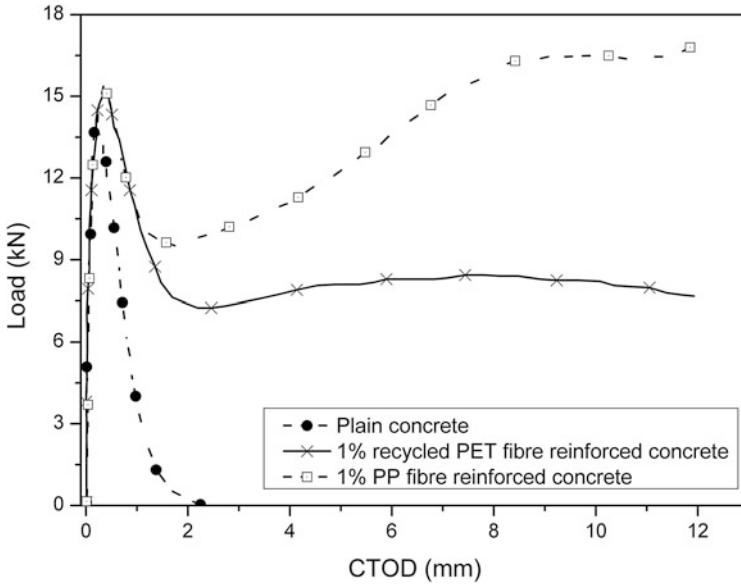 18
15
12
9
6
3
0
Load (kN)
Plain concrete
1% recycled PET fibre reinforced concrete
1% PP fibre reinforced concrete
0 2 4 6 8 10 12
CTOD (mm)